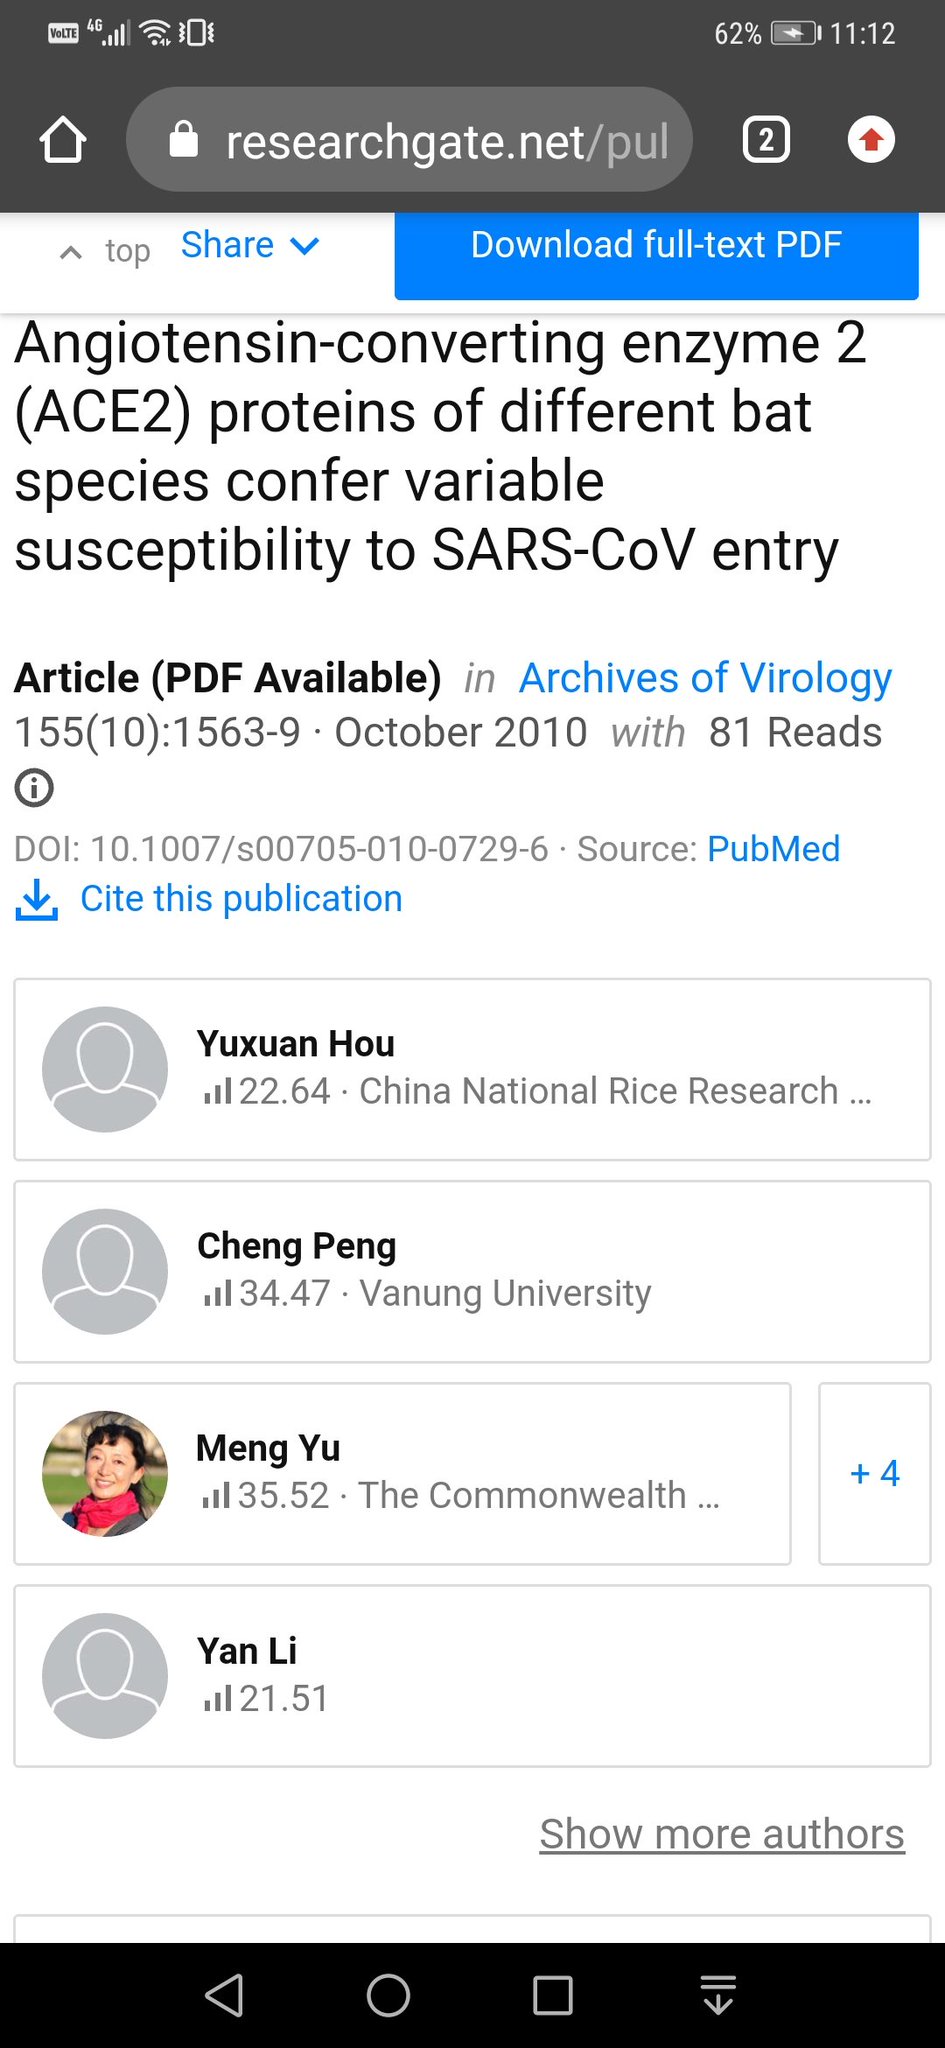 VoLTE 4G 62% 11:12
researchgate.net/pul 2
top Share Download full-text PDF
Angiotensin-converting enzyme 2
(ACE2) proteins of different bat
species confer variable
susceptibility to SARS-CoV entry
Article (PDF Available) in Archives of Virology
155(10):1563-9 · October 2010 with 81 Reads
DOI: 10.1007/s00705-010-0729-6 · Source: PubMed
Cite this publication
Yuxuan Hou
22.64 · China National Rice Research ...
Cheng Peng
34.47 · Vanung University
Meng Yu
35.52 · The Commonwealth ...
+ 4
Yan Li
21.51
Show more authors